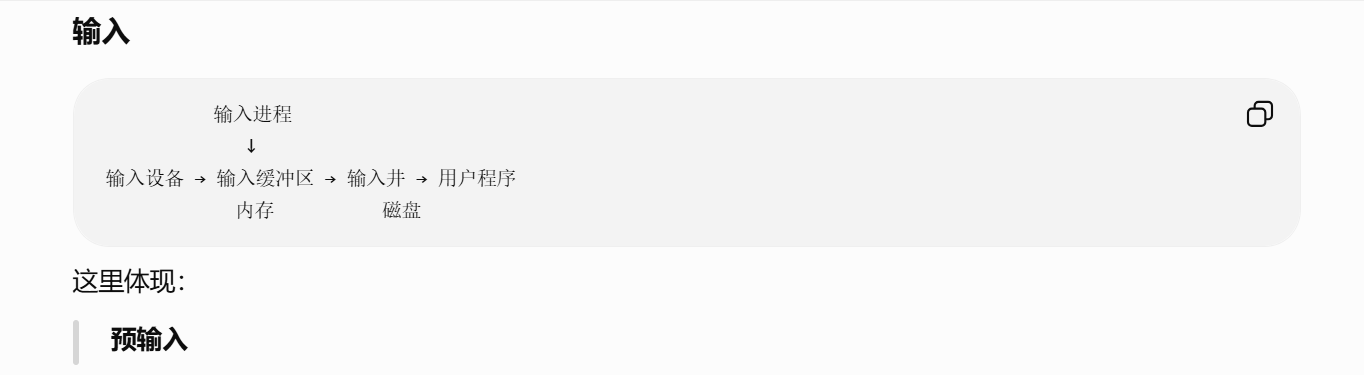 输入
输入进程
↓
输入设备 → 输入缓冲区 → 输入井 → 用户程序
内存 磁盘
这里体现：
预输入